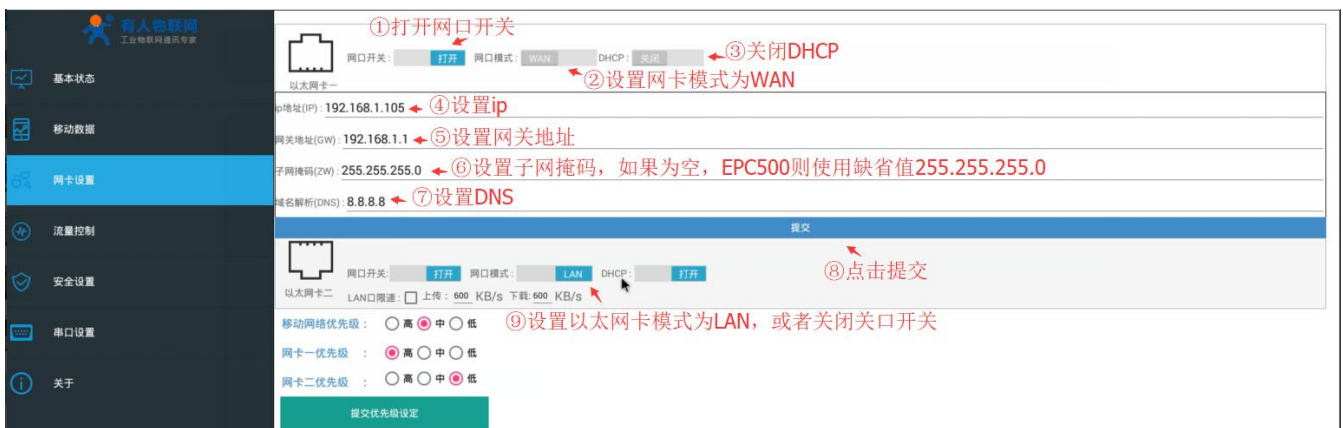 有人物联网
工业物联网通讯专家
基本状态
移动数据
网卡设置
流量控制
安全设置
串口设置
关于
①打开网口开关
网口开关： 打开 网口模式： WAN DHCP： 关闭 ③关闭DHCP
②设置网卡模式为WAN
以太网卡一
ip地址(IP) : 192.168.1.105 ④设置ip
网关地址(GW) : 192.168.1.1 ⑤设置网关地址
子网掩码(ZW) : 255.255.255.0 ⑥设置子网掩码，如果为空，EPC500则使用缺省值255.255.255.0
域名解析(DNS) : 8.8.8.8 ⑦设置DNS
提交
⑧点击提交
网口开关： 打开 网口模式： LAN DHCP： 打开
以太网卡二
LAN口限速： 上传： 600 KB/s 下载: 600 KB/s
⑨设置以太网卡模式为LAN，或者关闭关口开关
移动网络优先级： 高 中 低
网卡一优先级 ： 高 中 低
网卡二优先级 ： 高 中 低
提交优先级设定